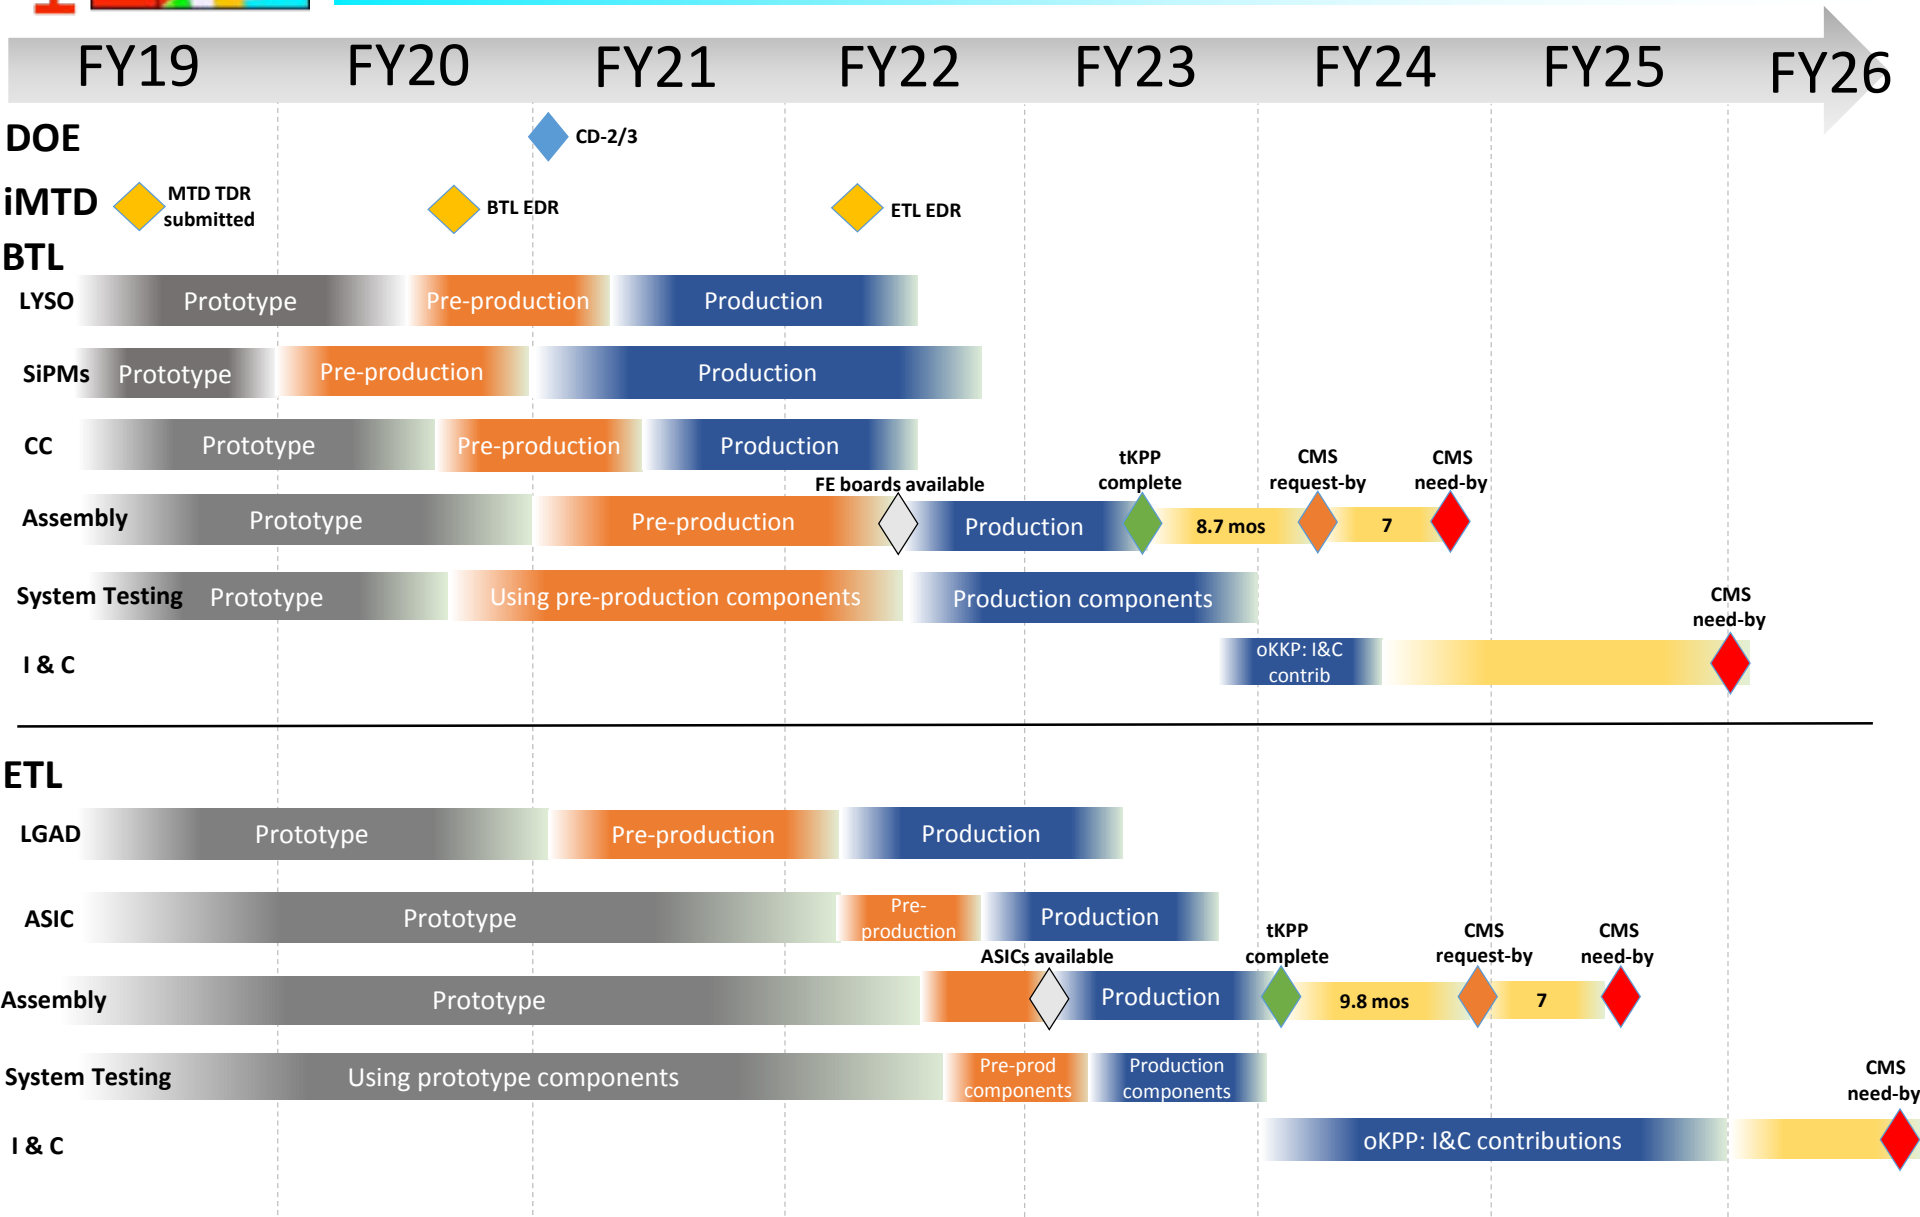 FY19 FY20 FY21 FY22 FY23 FY24 FY25 FY26
DOE
CD-2/3
iMTD
MTD TDR
submitted
BTL EDR
ETL EDR
BTL
LYSO
Prototype
Pre-production
Production
SiPMs
Prototype
Pre-production
Production
CC
Prototype
Pre-production
Production
FE boards available
tKPP
complete
CMS
request-by
CMS
need-by
Assembly
Prototype
Pre-production
Production
8.7 mos
7
System Testing
Prototype
Using pre-production components
Production components
CMS
need-by
I & C
oKKP: I&C
contrib
ETL
LGAD
Prototype
Pre-production
Production
ASIC
Prototype
Pre-
production
Production
ASICs available
tKPP
complete
CMS
request-by
CMS
need-by
Assembly
Prototype
Production
9.8 mos
7
System Testing
Using prototype components
Pre-prod
components
Production
components
CMS
need-by
I & C
oKPP: I&C contributions